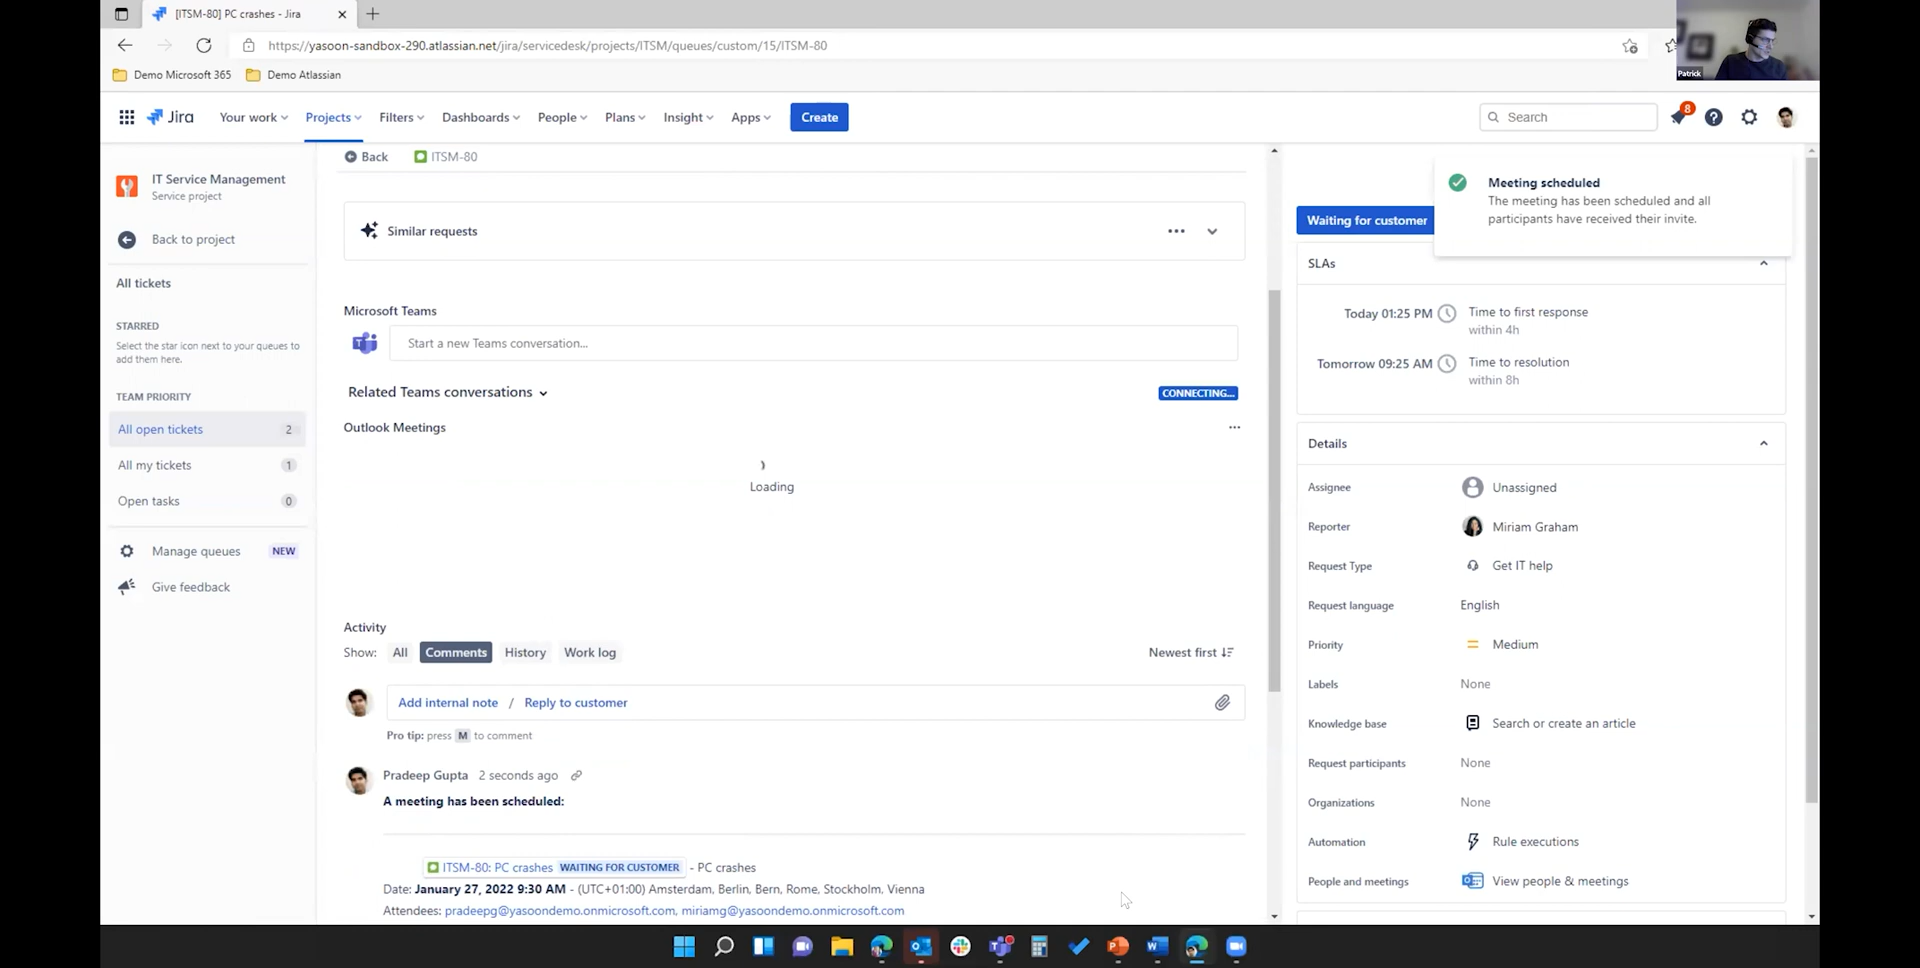 [ITSM-80] PC crashes - Jira
https://yasoon-sandbox-290.atlassian.net/jira/servicedesk/projects/ITSM/queues/custom/15/ITSM-80
Demo Microsoft 365
Demo Atlassian
Patrick
Jira
Your work
Projects
Filters
Dashboards
People
Plans
Insight
Apps
Create
Search
8
IT Service Management
Service project
Back to project
All tickets
STARRED
Select the star icon next to your queues to
add them here.
TEAM PRIORITY
All open tickets 2
All my tickets 1
Open tasks 0
Manage queues NEW
Give feedback
Back
ITSM-80
Similar requests
Microsoft Teams
Start a new Teams conversation...
Related Teams conversations
CONNECTING...
Outlook Meetings
Loading
Activity
Show: All Comments History Work log
Newest first
Add internal note / Reply to customer
Pro tip: press M to comment
Pradeep Gupta 2 seconds ago
A meeting has been scheduled:
ITSM-80: PC crashes WAITING FOR CUSTOMER - PC crashes
Date: January 27, 2022 9:30 AM - (UTC+01:00) Amsterdam, Berlin, Bern, Rome, Stockholm, Vienna
Attendees: pradeepg@yasoondemo.onmicrosoft.com, miriamg@yasoondemo.onmicrosoft.com
Meeting scheduled
The meeting has been scheduled and all
participants have received their invite.
Waiting for customer
SLAs
Today 01:25 PM Time to first response
within 4h
Tomorrow 09:25 AM Time to resolution
within 8h
Details
Assignee Unassigned
Reporter Miriam Graham
Request Type Get IT help
Request language English
Priority Medium
Labels None
Knowledge base Search or create an article
Request participants None
Organizations None
Automation Rule executions
People and meetings View people & meetings